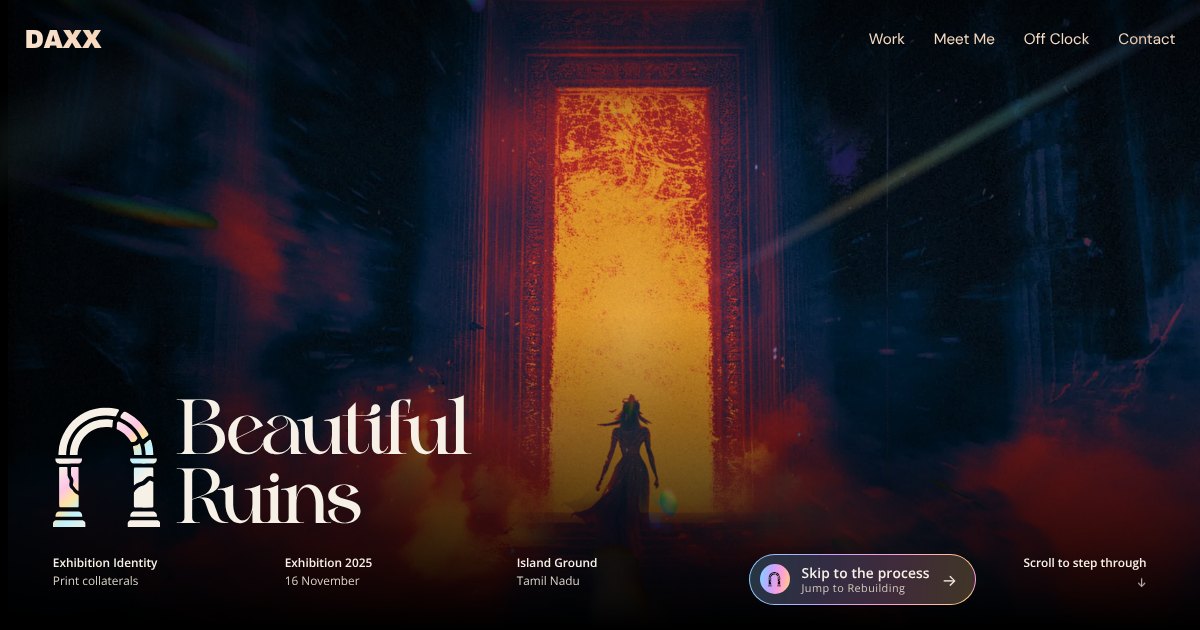 DAXX
Work
Meet Me
Off Clock
Contact
Beautiful
Ruins
Exhibition Identity
Print collaterals
Exhibition 2025
16 November
Island Ground
Tamil Nadu
Skip to the process
Jump to Rebuilding
→
Scroll to step through
↓